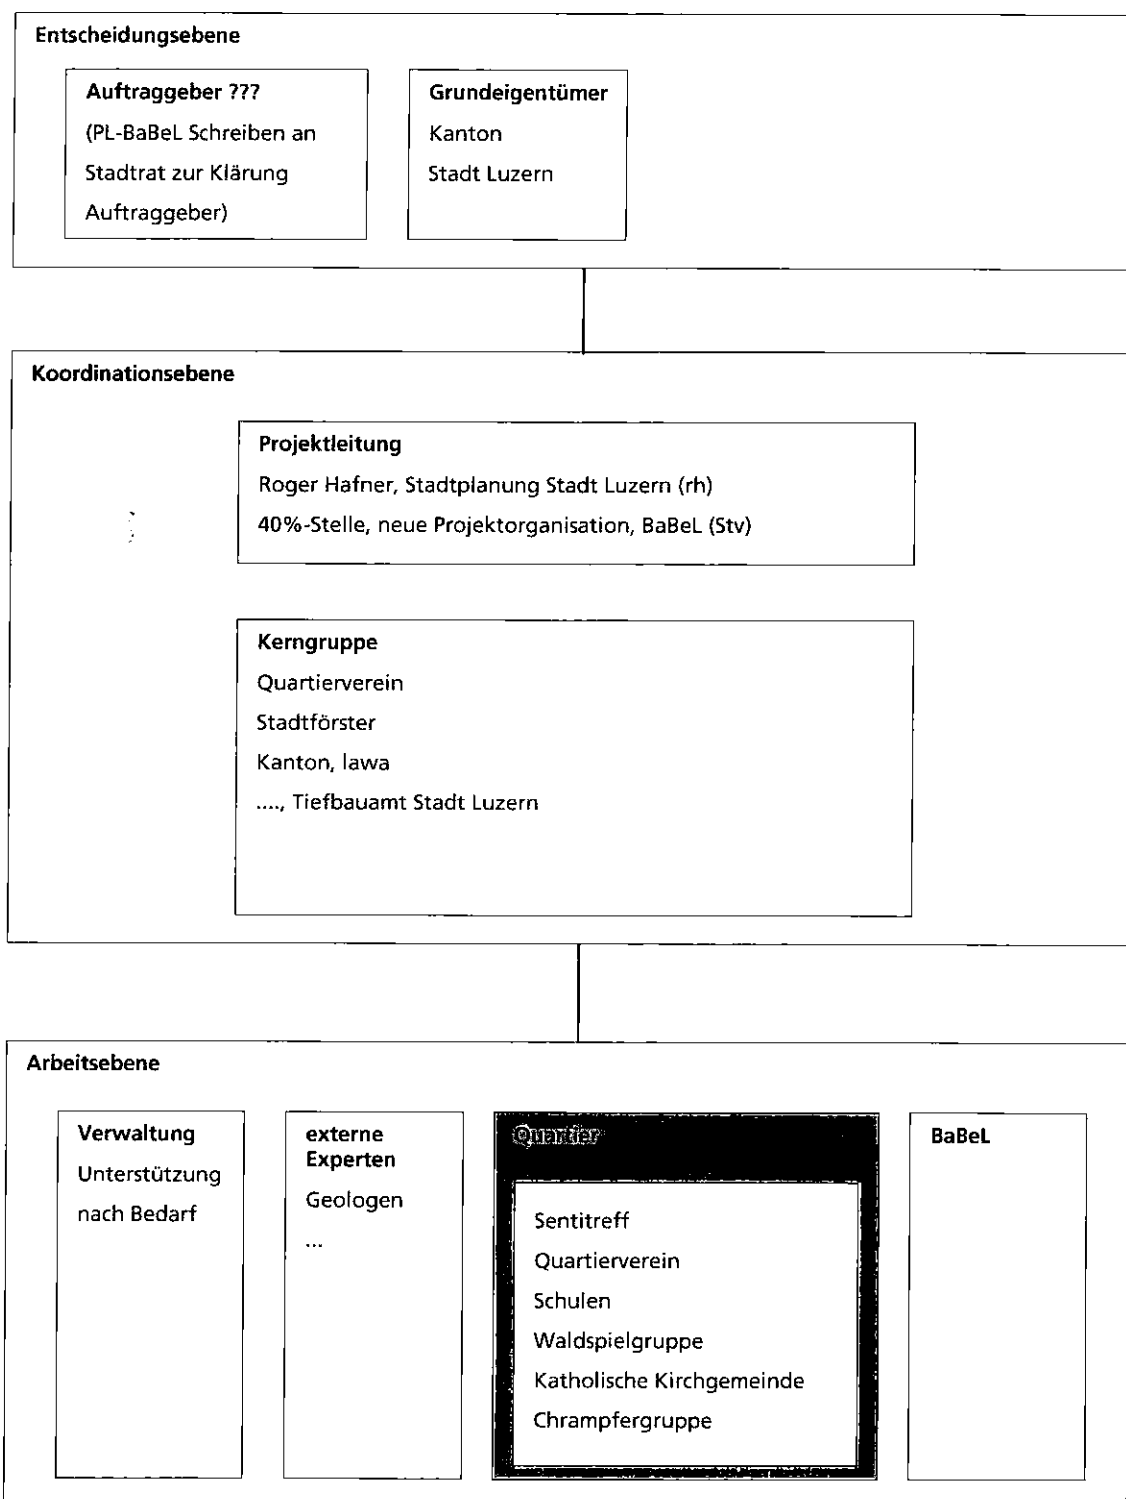 Entscheidungsebene
Auftraggeber ???
(PL-BaBeL Schreiben an
Stadtrat zur Klärung
Auftraggeber)
Grundeigentümer
Kanton
Stadt Luzern
Koordinationsebene
Projektleitung
Roger Hafner, Stadtplanung Stadt Luzern (rh)
40%-Stelle, neue Projektorganisation, BaBeL (Stv)
Kerngruppe
Quartierverein
Stadtförster
Kanton, lawa
...., Tiefbauamt Stadt Luzern
Arbeitsebene
Verwaltung
Unterstützung
nach Bedarf
externe
Experten
Geologen
...
Quartier
Sentitreff
Quartierverein
Schulen
Waldspielgruppe
Katholische Kirchgemeinde
Chrampfergruppe
BaBeL